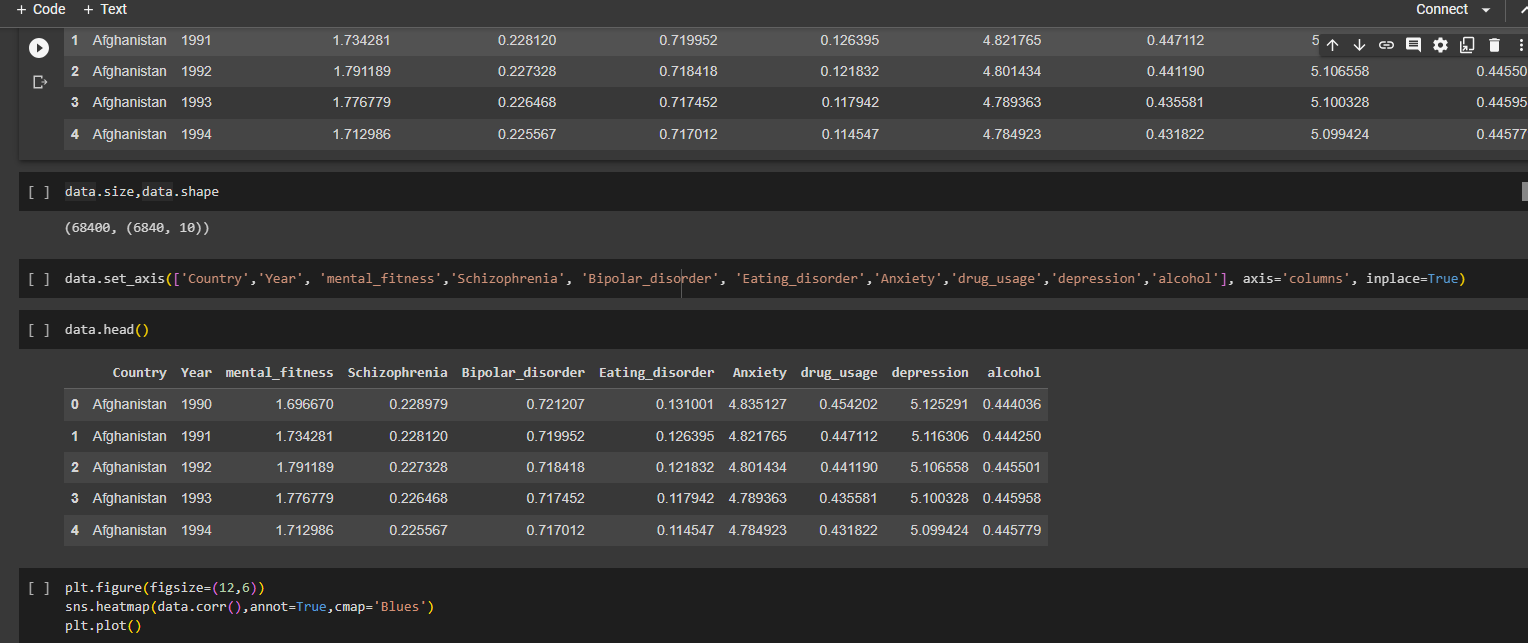 + Code + Text Connect
1 Afghanistan 1991 1.734281 0.228120 0.719952 0.126395 4.821765 0.447112 5
2 Afghanistan 1992 1.791189 0.227328 0.718418 0.121832 4.801434 0.441190 5.106558 0.44550
3 Afghanistan 1993 1.776779 0.226468 0.717452 0.117942 4.789363 0.435581 5.100328 0.44595
4 Afghanistan 1994 1.712986 0.225567 0.717012 0.114547 4.784923 0.431822 5.099424 0.44577
[ ] data.size,data.shape
(68400, (6840, 10))
[ ] data.set_axis(['Country','Year', 'mental_fitness','Schizophrenia', 'Bipolar_disorder', 'Eating_disorder','Anxiety','drug_usage','depression','alcohol'], axis='columns', inplace=True)
[ ] data.head()
Country Year mental_fitness Schizophrenia Bipolar_disorder Eating_disorder Anxiety drug_usage depression alcohol
0 Afghanistan 1990 1.696670 0.228979 0.721207 0.131001 4.835127 0.454202 5.125291 0.444036
1 Afghanistan 1991 1.734281 0.228120 0.719952 0.126395 4.821765 0.447112 5.116306 0.444250
2 Afghanistan 1992 1.791189 0.227328 0.718418 0.121832 4.801434 0.441190 5.106558 0.445501
3 Afghanistan 1993 1.776779 0.226468 0.717452 0.117942 4.789363 0.435581 5.100328 0.445958
4 Afghanistan 1994 1.712986 0.225567 0.717012 0.114547 4.784923 0.431822 5.099424 0.445779
[ ] plt.figure(figsize=(12,6))
sns.heatmap(data.corr(),annot=True,cmap='Blues')
plt.plot()